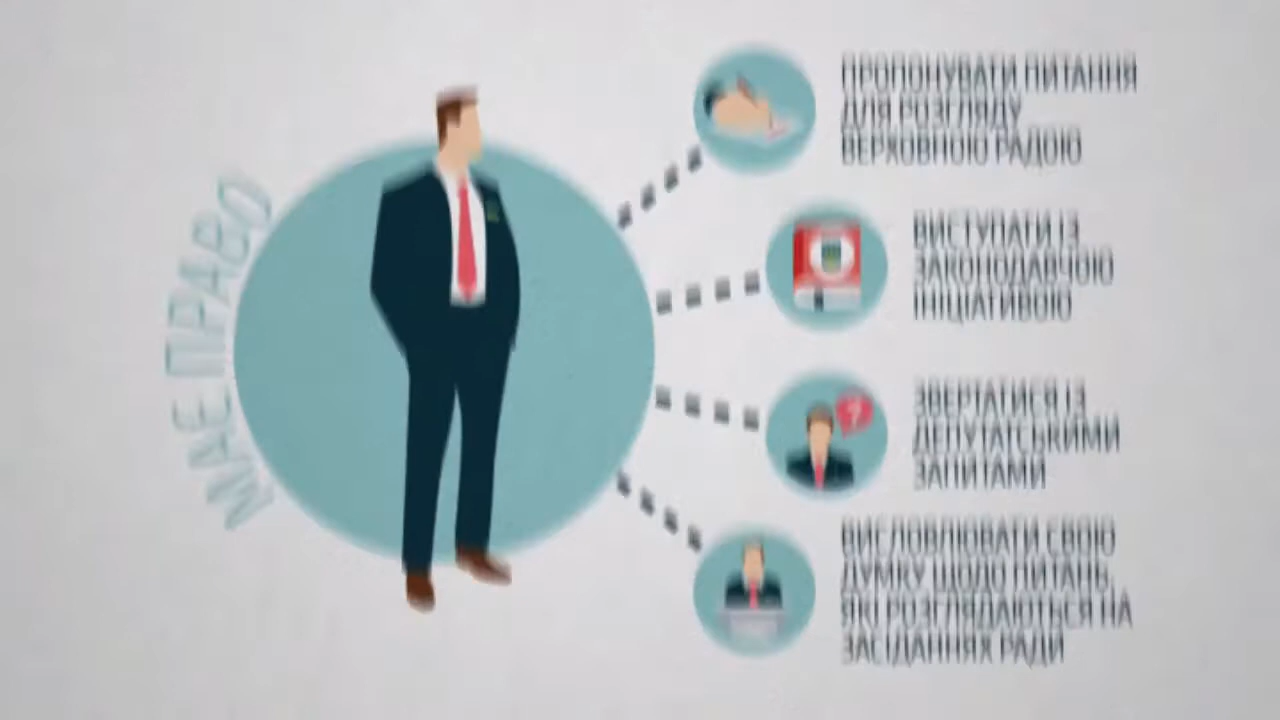 МАЄ ПРАВО
ПРОПОНУВАТИ ПИТАННЯ
ДЛЯ РОЗГЛЯДУ
ВЕРХОВНОЮ РАДОЮ
ВИСТУПАТИ ІЗ
ЗАКОНОДАВЧОЮ
ІНІЦІАТИВОЮ
ЗВЕРТАТИСЯ ІЗ
ДЕПУТАТСЬКИМИ
ЗАПИТАМИ
?
ВИСЛОВЛЮВАТИ СВОЮ
ДУМКУ ЩОДО ПИТАНЬ,
ЯКІ РОЗГЛЯДАЮТЬСЯ НА
ЗАСІДАННЯХ РАДИ